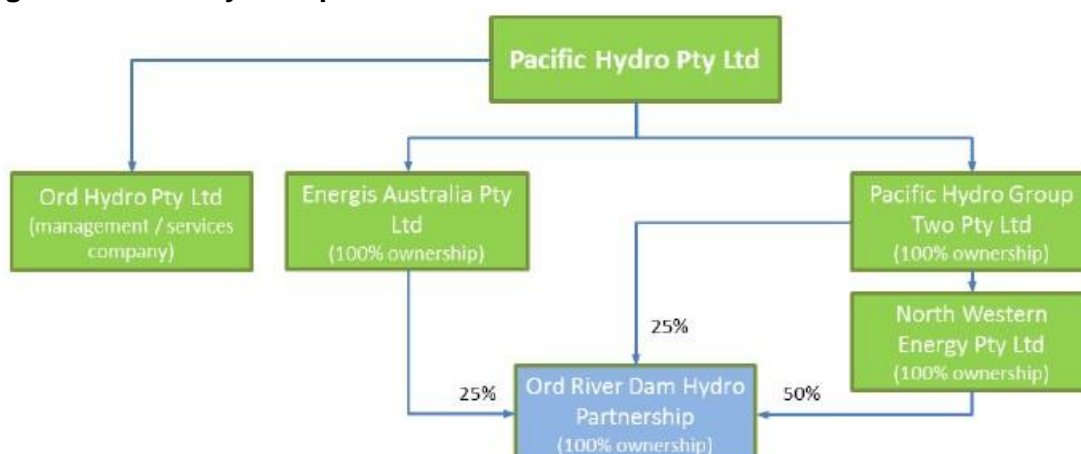 Pacific Hydro Pty Ltd
Ord Hydro Pty Ltd
(management / services
company)
Energis Australia Pty
Ltd
(100% ownership)
Pacific Hydro Group
Two Pty Ltd
(100% ownership)
North Western
Energy Pty Ltd
(100% ownership)
25%
25%
50%
Ord River Dam Hydro
Partnership
(100% ownership)